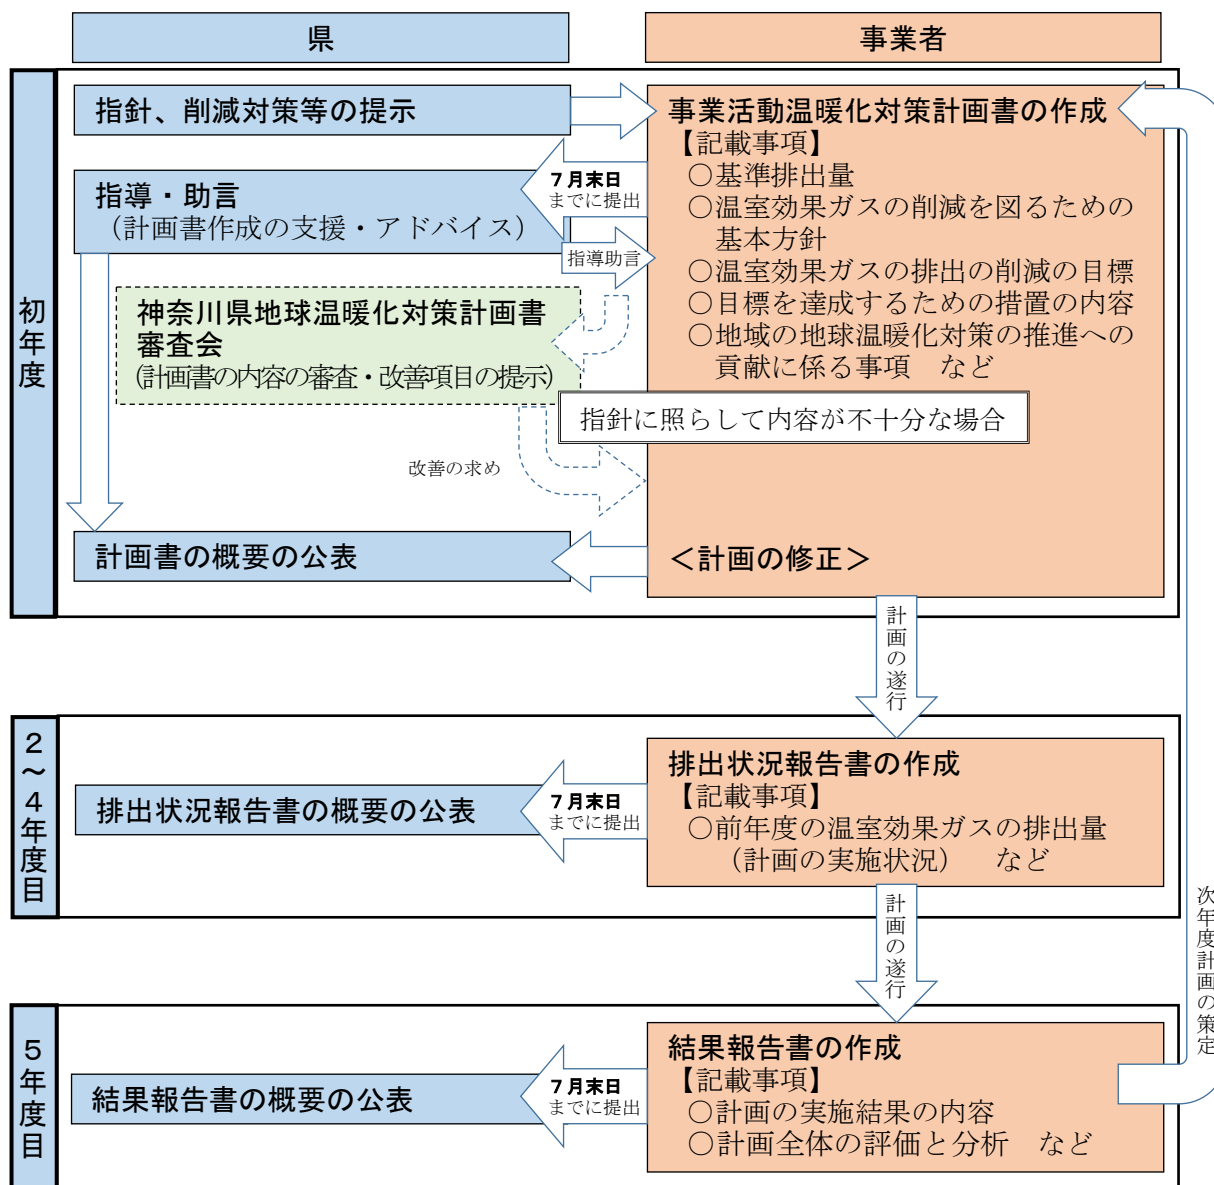 県
事業者
初年度
指針、削減対策等の提示
事業活動温暖化対策計画書の作成
【記載事項】
○基準排出量
○温室効果ガスの削減を図るための
基本方針
○温室効果ガスの排出の削減の目標
○目標を達成するための措置の内容
○地域の地球温暖化対策の推進への
貢献に係る事項　など
７月末日
までに提出
指導・助言
（計画書作成の支援・アドバイス）
指導助言
神奈川県地球温暖化対策計画書
審査会
(計画書の内容の審査・改善項目の提示)
指針に照らして内容が不十分な場合
改善の求め
計画書の概要の公表
＜計画の修正＞
計画の遂行
２～４年度目
排出状況報告書の概要の公表
７月末日
までに提出
排出状況報告書の作成
【記載事項】
○前年度の温室効果ガスの排出量
（計画の実施状況）　など
計画の遂行
次年度計画の策定
５年度目
結果報告書の概要の公表
７月末日
までに提出
結果報告書の作成
【記載事項】
○計画の実施結果の内容
○計画全体の評価と分析　など